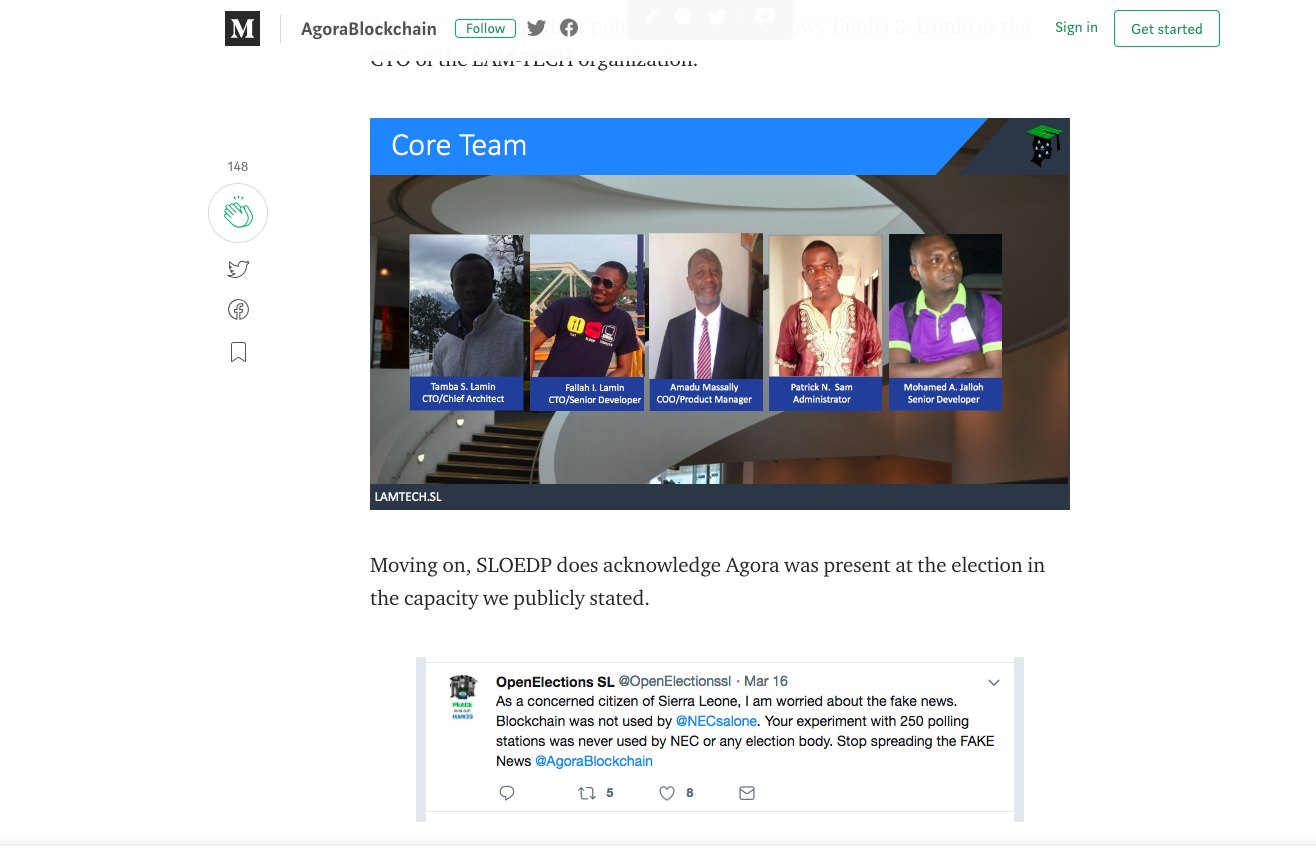 M AgoraBlockchain Follow Sign in Get started
ows Tamba S. Lamin as the
CTO of the LAM-TECH organization.
148
Core Team
Tamba S. Lamin
CTO/Chief Architect
Fallah I. Lamin
CTO/Senior Developer
Amadu Massally
COO/Product Manager
Patrick N. Sam
Administrator
Mohamed A. Jalloh
Senior Developer
LAMTECH.SL
Moving on, SLOEDP does acknowledge Agora was present at the election in
the capacity we publicly stated.
OpenElections SL @OpenElectionssl · Mar 16
As a concerned citizen of Sierra Leone, I am worried about the fake news.
Blockchain was not used by @NECsalone. Your experiment with 250 polling
stations was never used by NEC or any election body. Stop spreading the FAKE
News @AgoraBlockchain
5 8
PEACE
HANDS